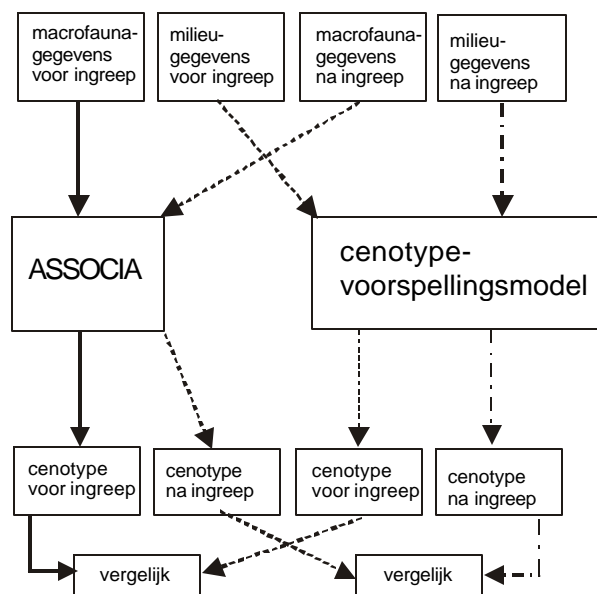 macrofauna-
gegevens
voor ingreep
milieu-
gegevens
voor ingreep
macrofauna-
gegevens
na ingreep
milieu-
gegevens
na ingreep
ASSOCIA
cenotype-
voorspellingsmodel
cenotype
voor ingreep
cenotype
na ingreep
cenotype
voor ingreep
cenotype
na ingreep
vergelijk
vergelijk